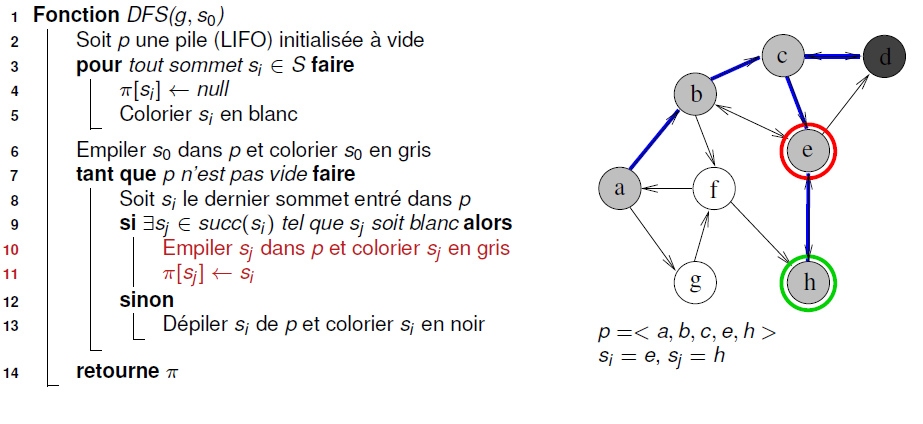 1 Fonction DFS(g, s₀)
2 Soit p une pile (LIFO) initialisée à vide
3 pour tout sommet sᵢ ∈ S faire
4 π[sᵢ] ← null
5 Colorier sᵢ en blanc
6 Empiler s₀ dans p et colorier s₀ en gris
7 tant que p n'est pas vide faire
8 Soit sᵢ le dernier sommet entré dans p
9 si ∃sⱼ ∈ succ(sᵢ) tel que sⱼ soit blanc alors
10 Empiler sⱼ dans p et colorier sⱼ en gris
11 π[sⱼ] ← sᵢ
12 sinon
13 Dépiler sᵢ de p et colorier sᵢ en noir
14 retourne π
c
d
b
e
a
f
g
h
p =< a, b, c, e, h >
sᵢ = e, sⱼ = h